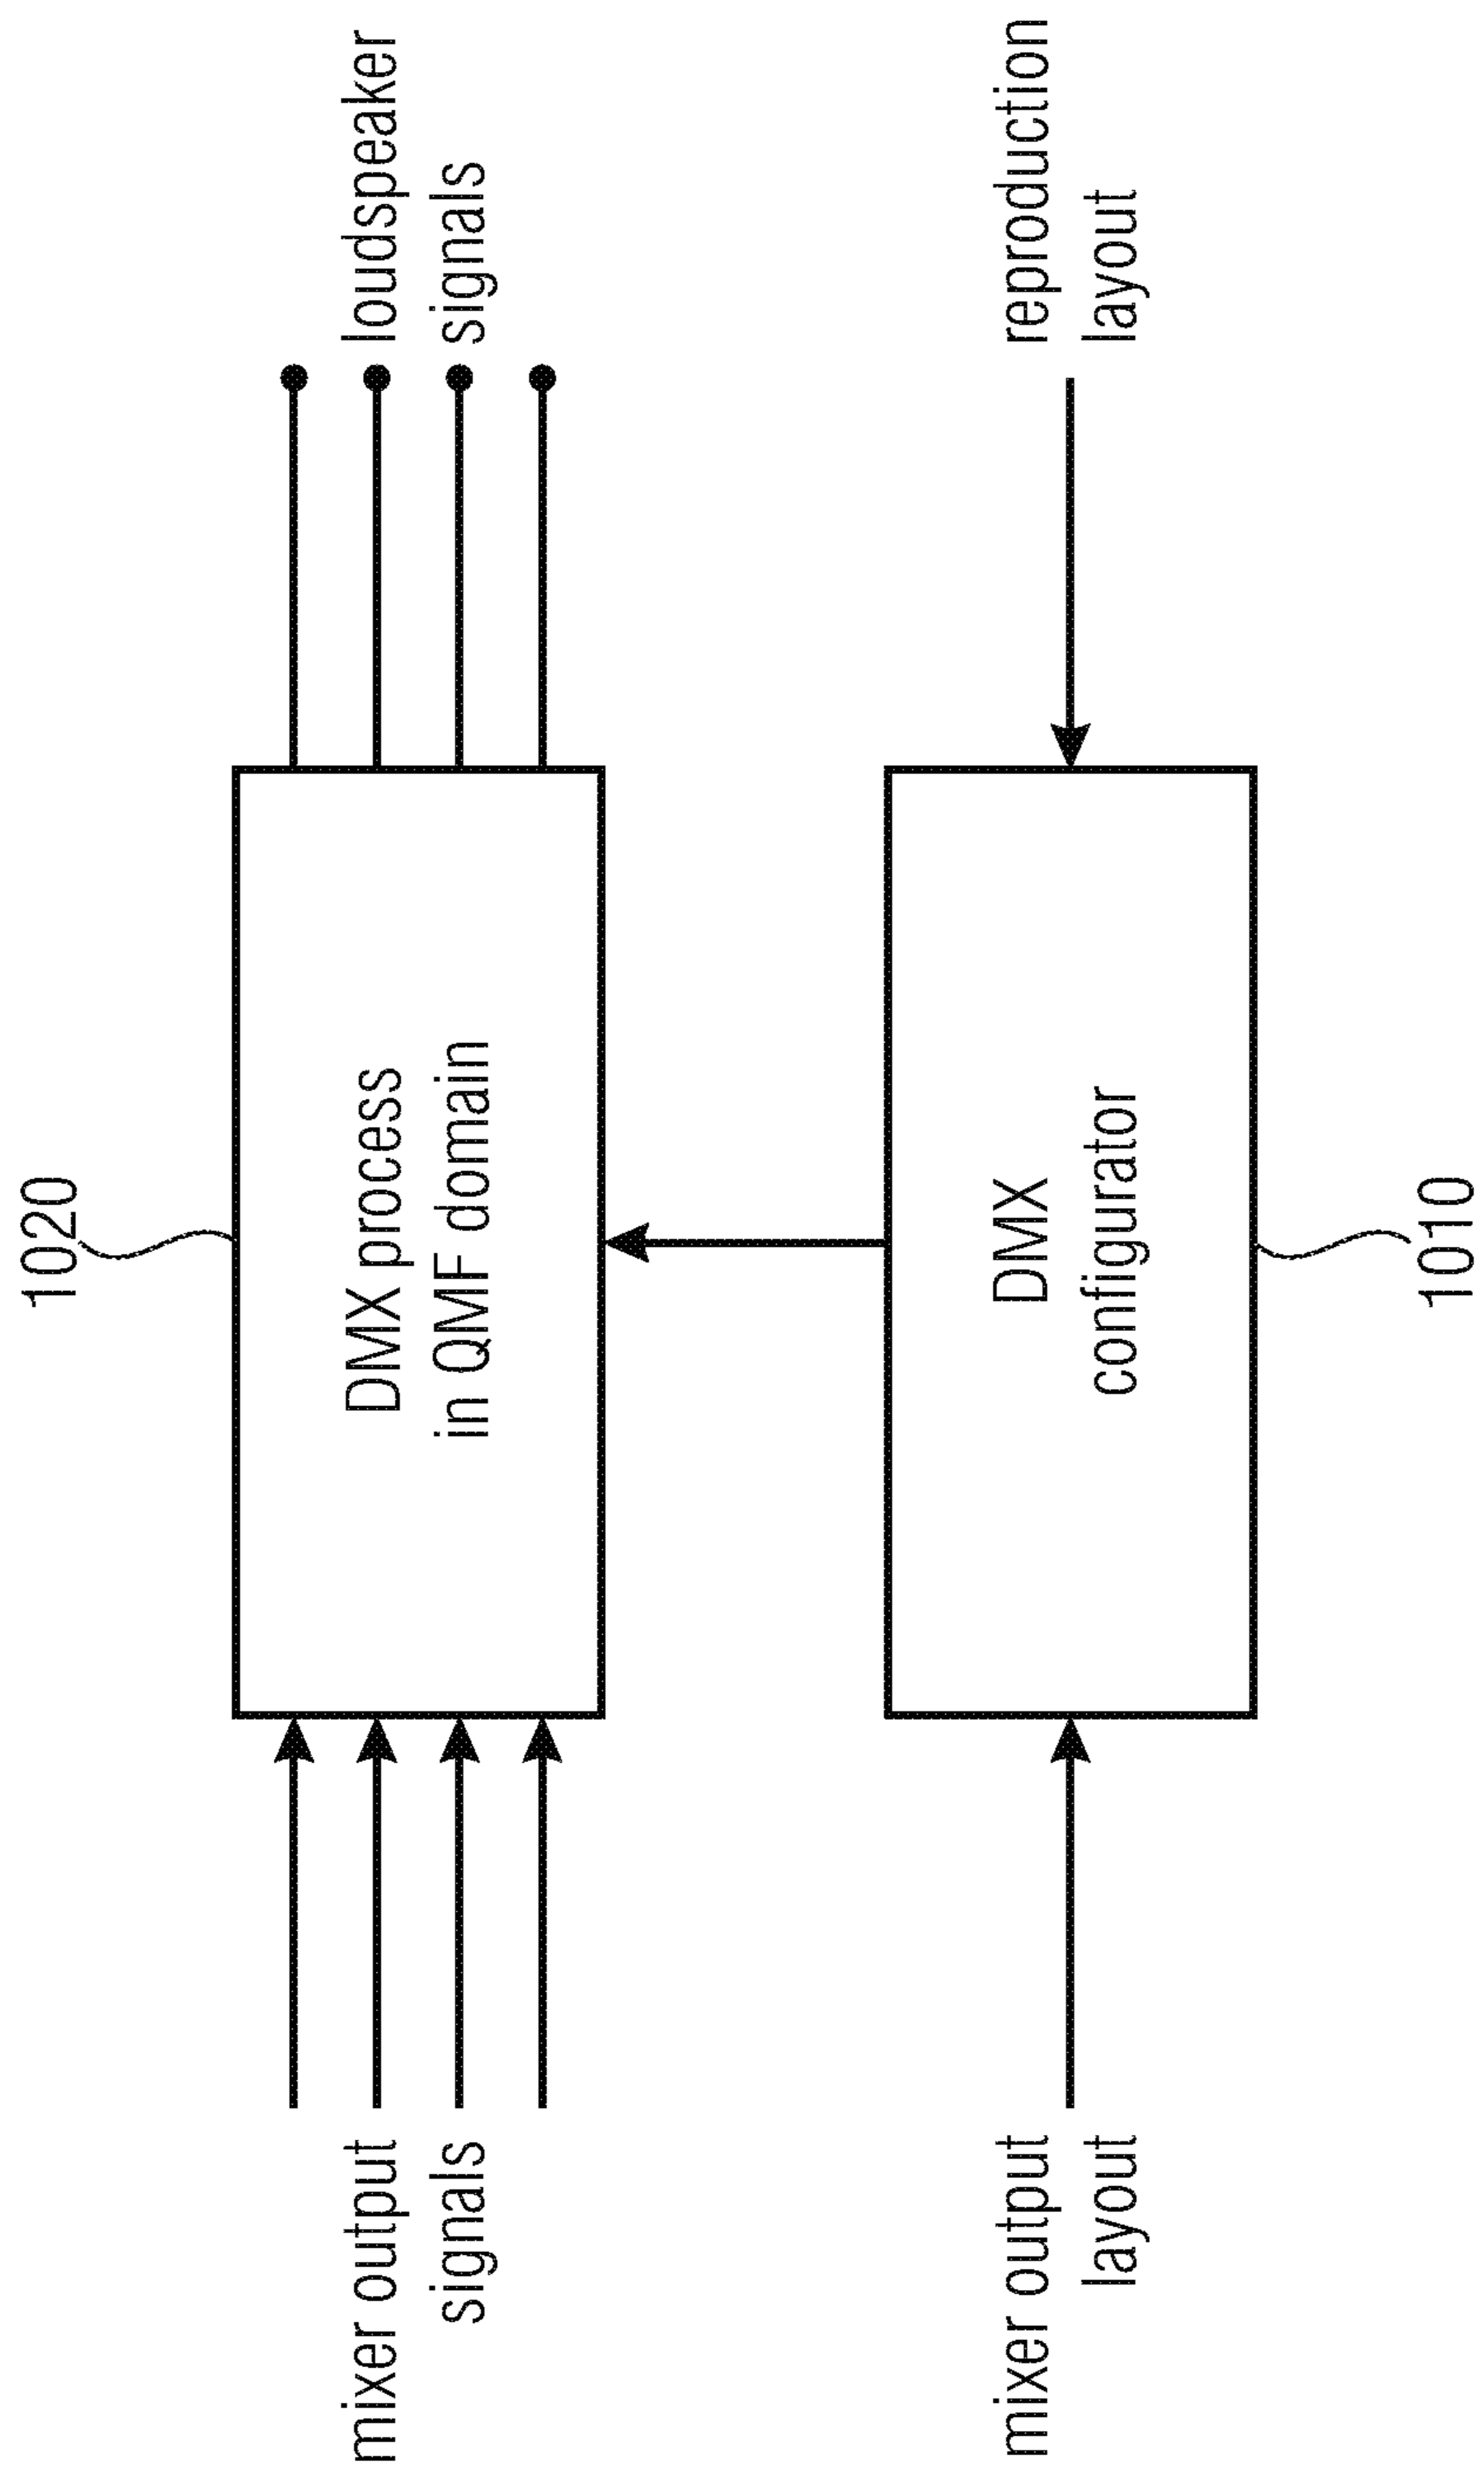 1020
mixer output
signals
DMX process
in QMF domain
loudspeaker
signals
mixer output
layout
DMX
configurator
reproduction
layout
1010